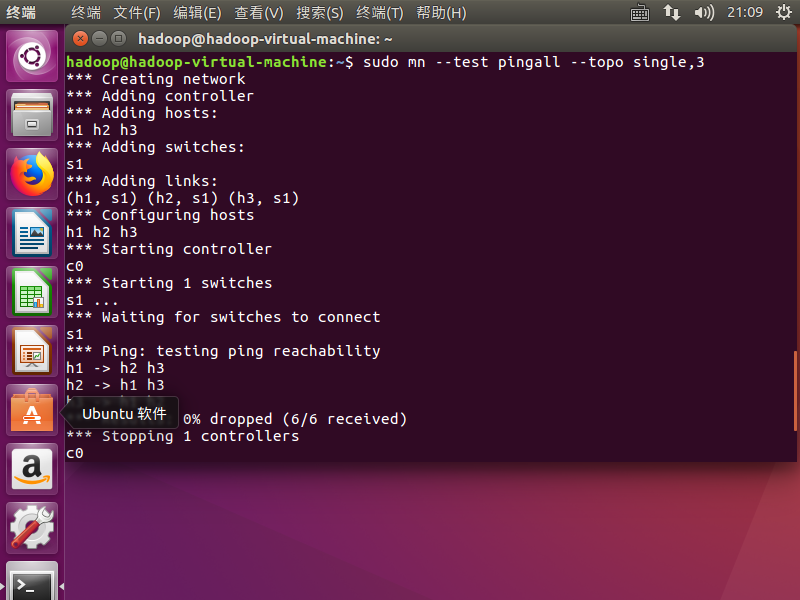 终端 终端 文件(F) 编辑(E) 查看(V) 搜索(S) 终端(T) 帮助(H) 21:09
hadoop@hadoop-virtual-machine: ~
hadoop@hadoop-virtual-machine:~$ sudo mn --test pingall --topo single,3
*** Creating network
*** Adding controller
*** Adding hosts:
h1 h2 h3
*** Adding switches:
s1
*** Adding links:
(h1, s1) (h2, s1) (h3, s1)
*** Configuring hosts
h1 h2 h3
*** Starting controller
c0
*** Starting 1 switches
s1 ...
*** Waiting for switches to connect
s1
*** Ping: testing ping reachability
h1 -> h2 h3
h2 -> h1 h3
Ubuntu 软件
0% dropped (6/6 received)
*** Stopping 1 controllers
c0